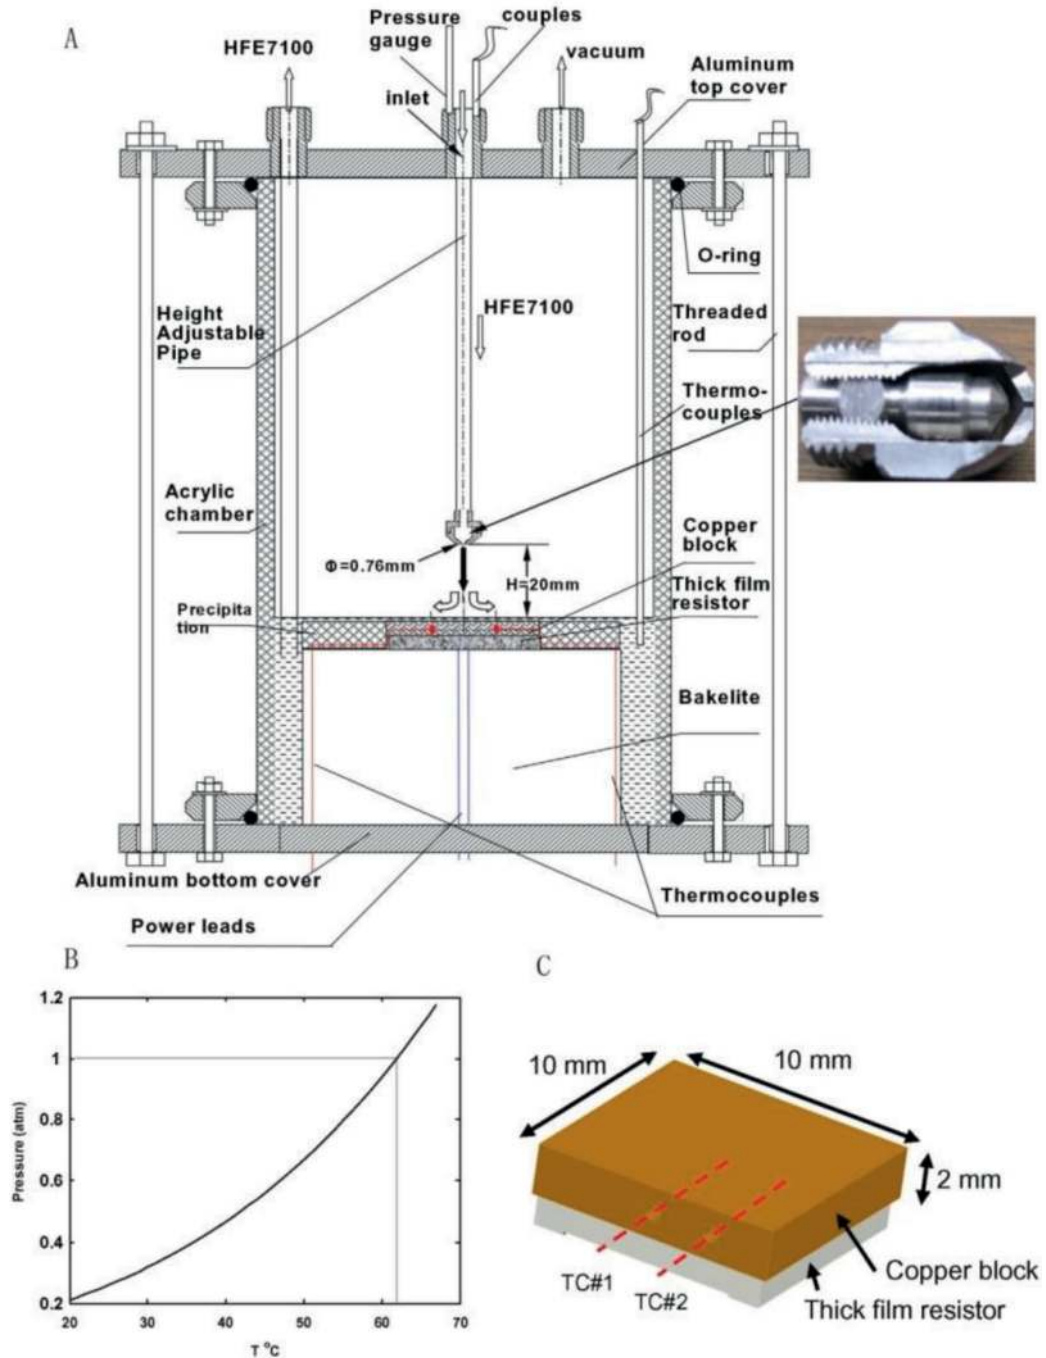 A
Pressure
gauge
couples
HFE7100
vacuum
Aluminum
top cover
inlet
O-ring
HFE7100
Height
Adjustable
Pipe
Threaded
rod
Thermo-
couples
Acrylic
chamber
Copper
block
Φ=0.76mm
H=20mm
Thick film
resistor
Precipita
tion
Bakelite
Aluminum bottom cover
Thermocouples
Power leads
B
C
1.2
1
0.8
0.6
0.4
0.2
Pressure (atm)
20 30 40 50 60 70
T °C
10 mm
10 mm
2 mm
TC#1
TC#2
Copper block
Thick film resistor